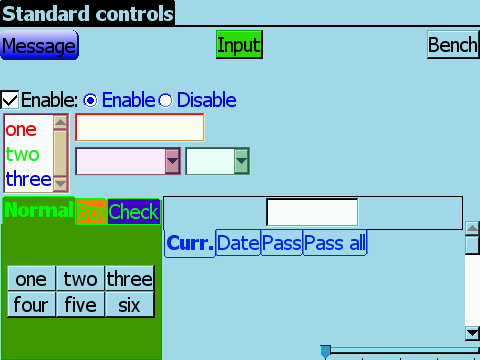 Standard controls
Message Input Bench
Enable: Enable Disable
one
two
three
Normal Btn Check
Curr. Date Pass Pass all
one two three
four five six